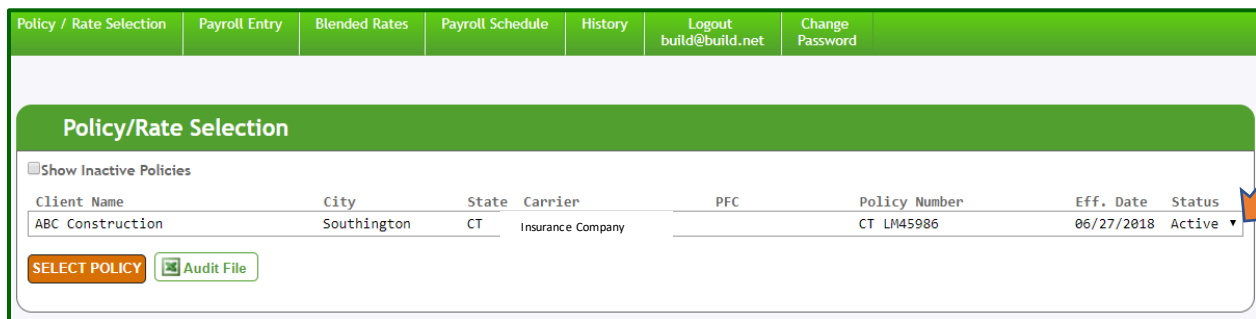 Policy / Rate Selection Payroll Entry Blended Rates Payroll Schedule History Logout Change
build@build.net Password
Policy/Rate Selection
Show Inactive Policies
Client Name City State Carrier PFC Policy Number Eff. Date Status
ABC Construction Southington CT Insurance Company CT LM45986 06/27/2018 Active
SELECT POLICY Audit File